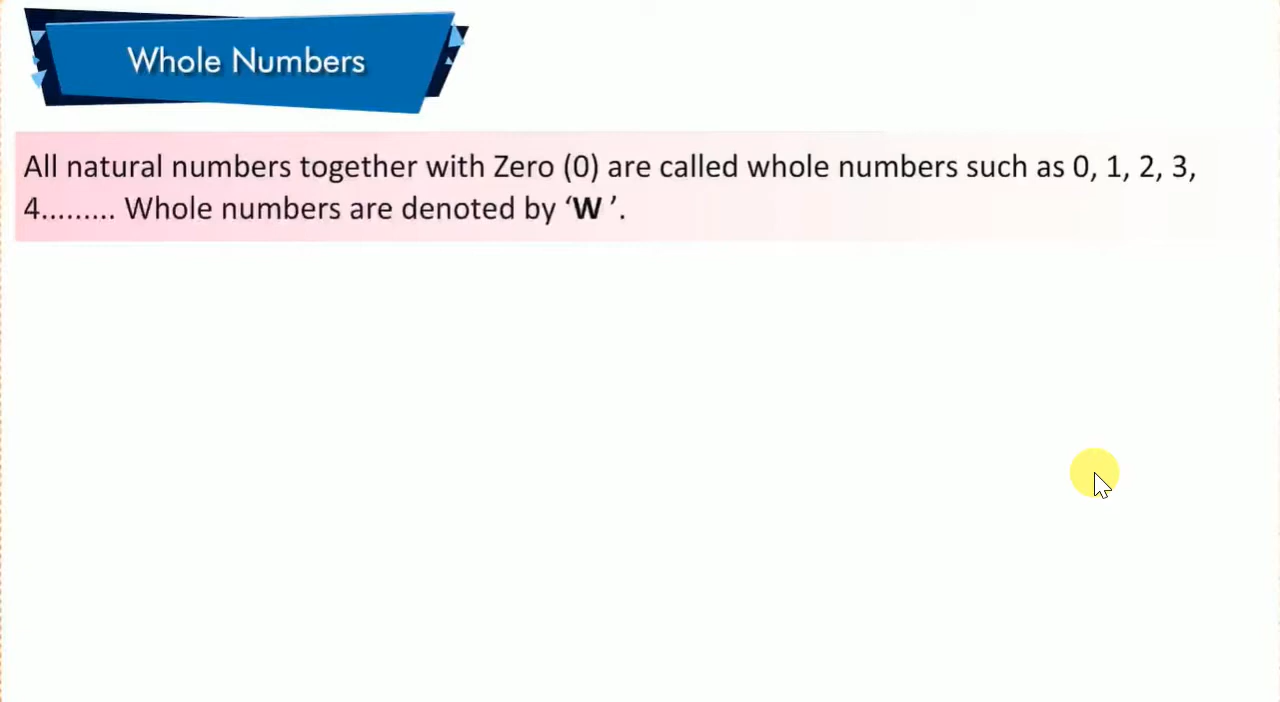 Whole Numbers
All natural numbers together with Zero (0) are called whole numbers such as 0, 1, 2, 3,
4......... Whole numbers are denoted by ‘W ’.